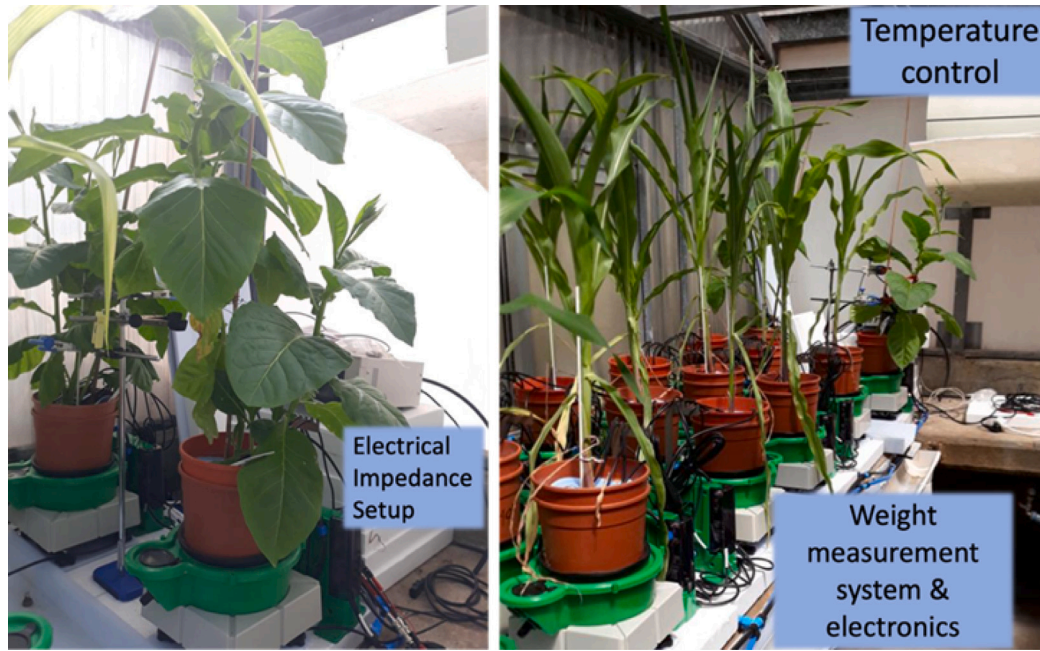 Electrical
Impedance
Setup
Temperature
control
Weight
measurement
system &
electronics